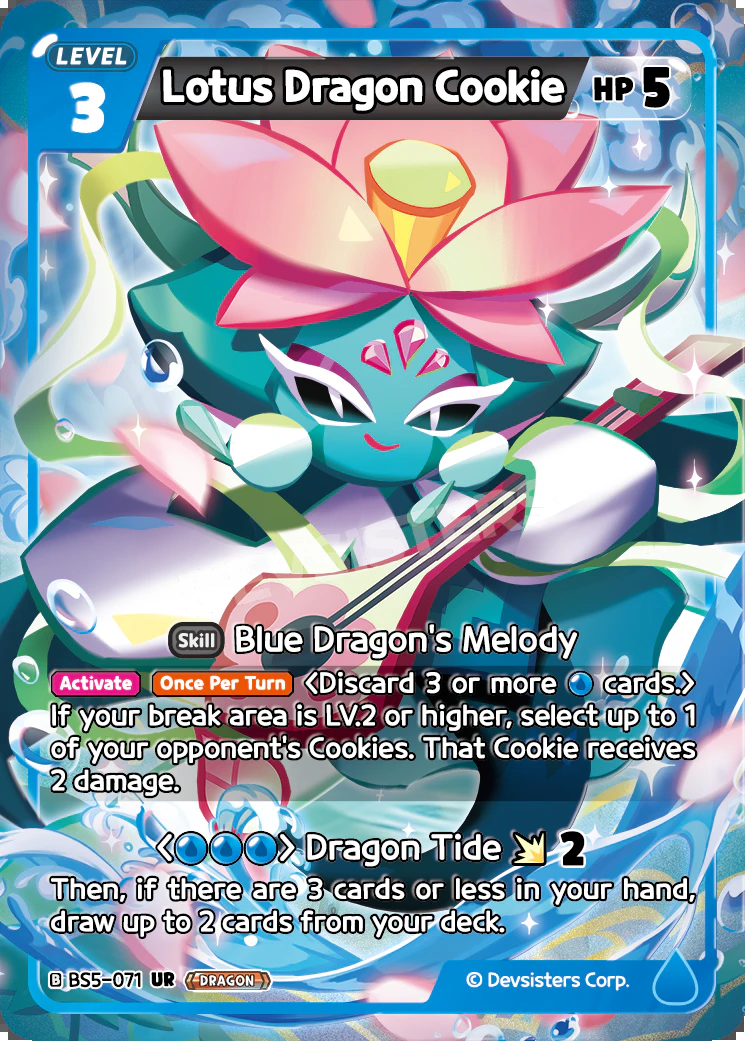 LEVEL
3
Lotus Dragon Cookie
HP 5
Skill Blue Dragon's Melody
Activate Once Per Turn <Discard 3 or more cards.>
If your break area is LV.2 or higher, select up to 1
of your opponent's Cookies. That Cookie receives
2 damage.
< > Dragon Tide 2
Then, if there are 3 cards or less in your hand,
draw up to 2 cards from your deck.
B BS5-071 UR DRAGON
© Devsisters Corp.